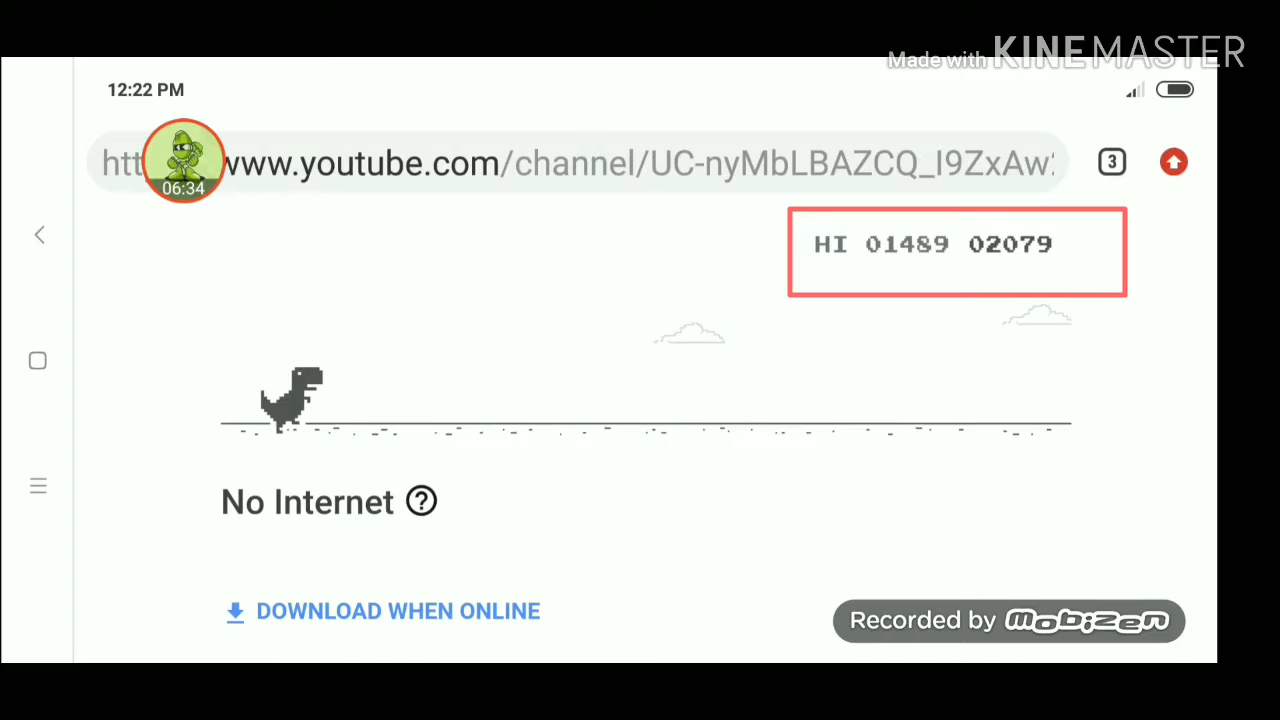 Made with KINEMASTER
12:22 PM
htt www.youtube.com/channel/UC-nyMbLBAZCQ_I9ZxAw
3
06:34
HI 01489 02079
No Internet ?
DOWNLOAD WHEN ONLINE
Recorded by mobizen